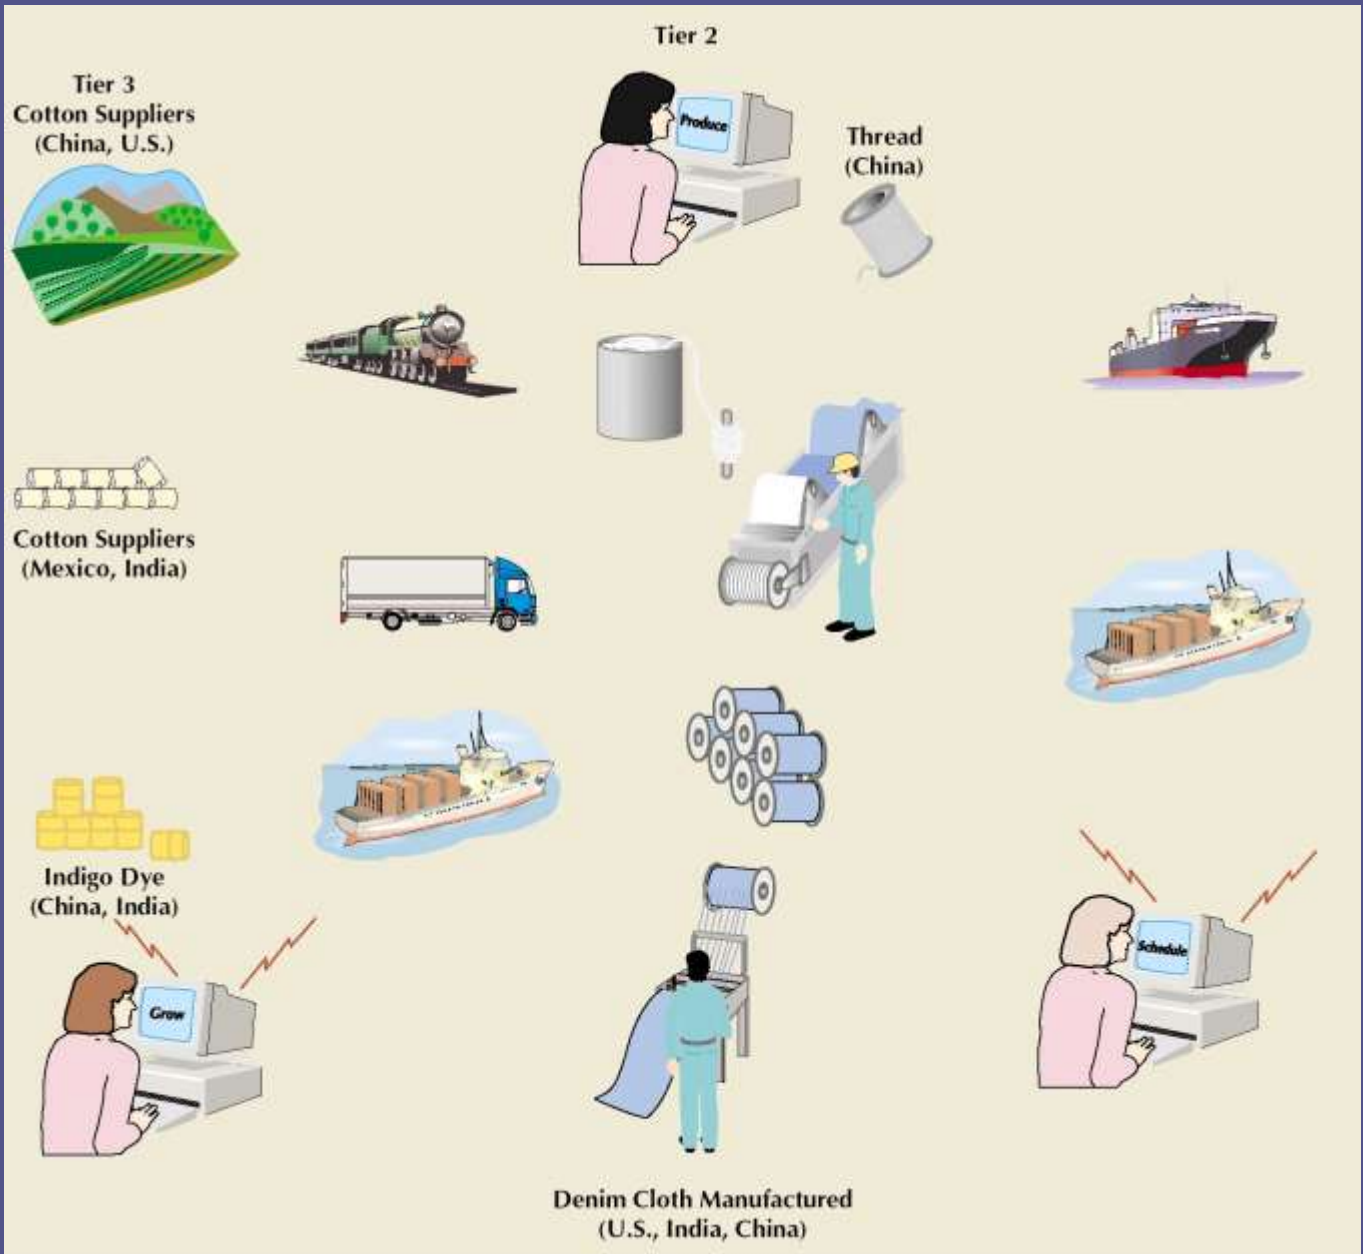 Tier 2
Tier 3
Cotton Suppliers
(China, U.S.)
Produce
Thread
(China)
Cotton Suppliers
(Mexico, India)
Indigo Dye
(China, India)
Schedule
Grow
Denim Cloth Manufactured
(U.S., India, China)